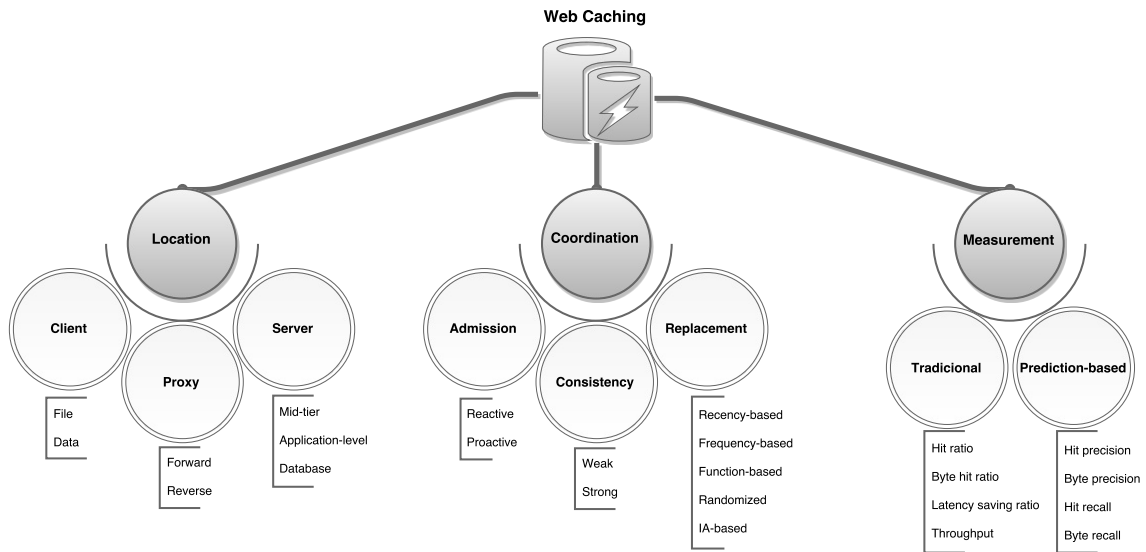 Web Caching
Location
Coordination
Measurement
Client
Proxy
Server
Admission
Consistency
Replacement
Tradicional
Prediction-based
File
Data
Forward
Reverse
Mid-tier
Application-level
Database
Reactive
Proactive
Weak
Strong
Recency-based
Frequency-based
Function-based
Randomized
IA-based
Hit ratio
Byte hit ratio
Latency saving ratio
Throughput
Hit precision
Byte precision
Hit recall
Byte recall